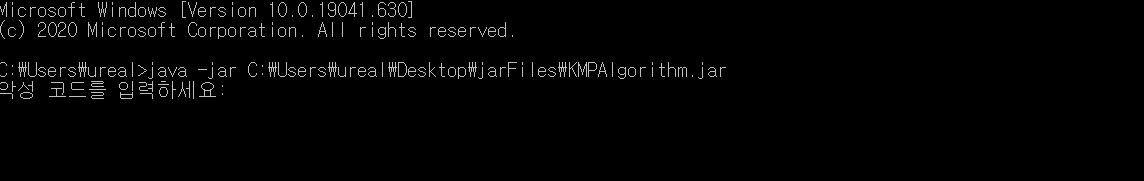 Microsoft Windows [Version 10.0.19041.630]
(c) 2020 Microsoft Corporation. All rights reserved.
C:₩Users₩ureal>java -jar C:₩Users₩ureal₩Desktop₩jarFiles₩KMPAlgorithm.jar
악성 코드를 입력하세요: